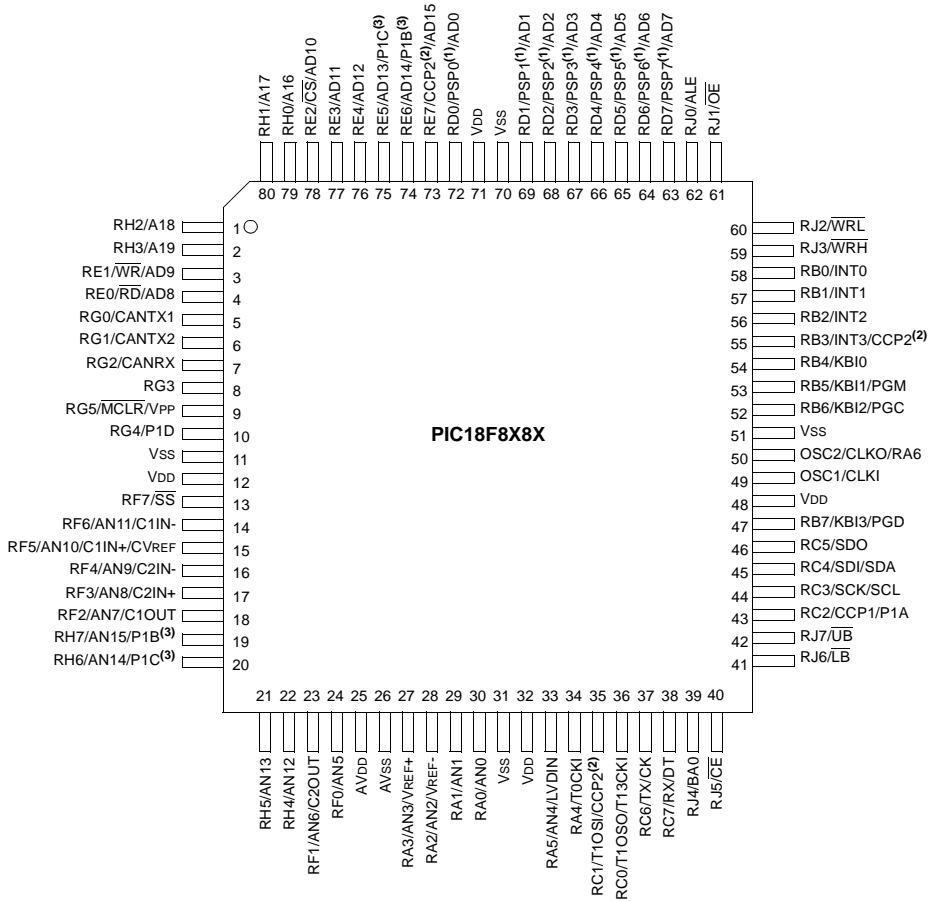 RH1/A17
RH0/A16
RE2/CS/AD10
RE3/AD11
RE4/AD12
RE5/AD13/P1C(3)
RE6/AD14/P1B(3)
RE7/CCP2(2)/AD15
RD0/PSP0(1)/AD0
VDD
VSS
RD1/PSP1(1)/AD1
RD2/PSP2(1)/AD2
RD3/PSP3(1)/AD3
RD4/PSP4(1)/AD4
RD5/PSP5(1)/AD5
RD6/PSP6(1)/AD6
RD7/PSP7(1)/AD7
RJ0/ALE
RJ1/OE
80 79 78 77 76 75 74 73 72 71 70 69 68 67 66 65 64 63 62 61
RH2/A18 1
RH3/A19 2
RE1/WR/AD9 3
RE0/RD/AD8 4
RG0/CANTX1 5
RG1/CANTX2 6
RG2/CANRX 7
RG3 8
RG5/MCLR/VPP 9
RG4/P1D 10
VSS 11
VDD 12
RF7/SS 13
RF6/AN11/C1IN- 14
RF5/AN10/C1IN+/CVREF 15
RF4/AN9/C2IN- 16
RF3/AN8/C2IN+ 17
RF2/AN7/C1OUT 18
RH7/AN15/P1B(3) 19
RH6/AN14/P1C(3) 20
PIC18F8X8X
60 RJ2/WRL
59 RJ3/WRH
58 RB0/INT0
57 RB1/INT1
56 RB2/INT2
55 RB3/INT3/CCP2(2)
54 RB4/KBI0
53 RB5/KBI1/PGM
52 RB6/KBI2/PGC
51 VSS
50 OSC2/CLKO/RA6
49 OSC1/CLKI
48 VDD
47 RB7/KBI3/PGD
46 RC5/SDO
45 RC4/SDI/SDA
44 RC3/SCK/SCL
43 RC2/CCP1/P1A
42 RJ7/UB
41 RJ6/LB
21 22 23 24 25 26 27 28 29 30 31 32 33 34 35 36 37 38 39 40
RH5/AN13
RH4/AN12
RF1/AN6/C2OUT
RF0/AN5
AVDD
AVSS
RA3/AN3/VREF+
RA2/AN2/VREF-
RA1/AN1
RA0/AN0
VSS
VDD
RA5/AN4/LVDIN
RA4/T0CKI
RC1/T1OSI/CCP2(2)
RC0/T1OSO/T13CKI
RC6/TX/CK
RC7/RX/DT
RJ4/BA0
RJ5/CE